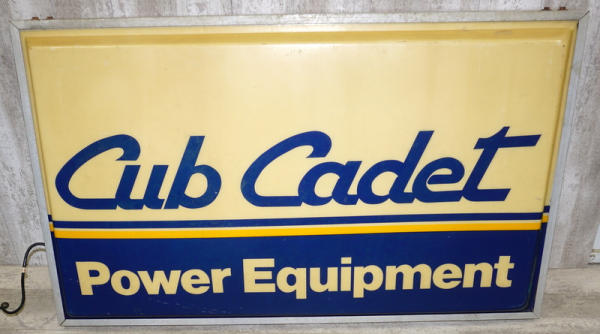 Cub Cadet
Power Equipment